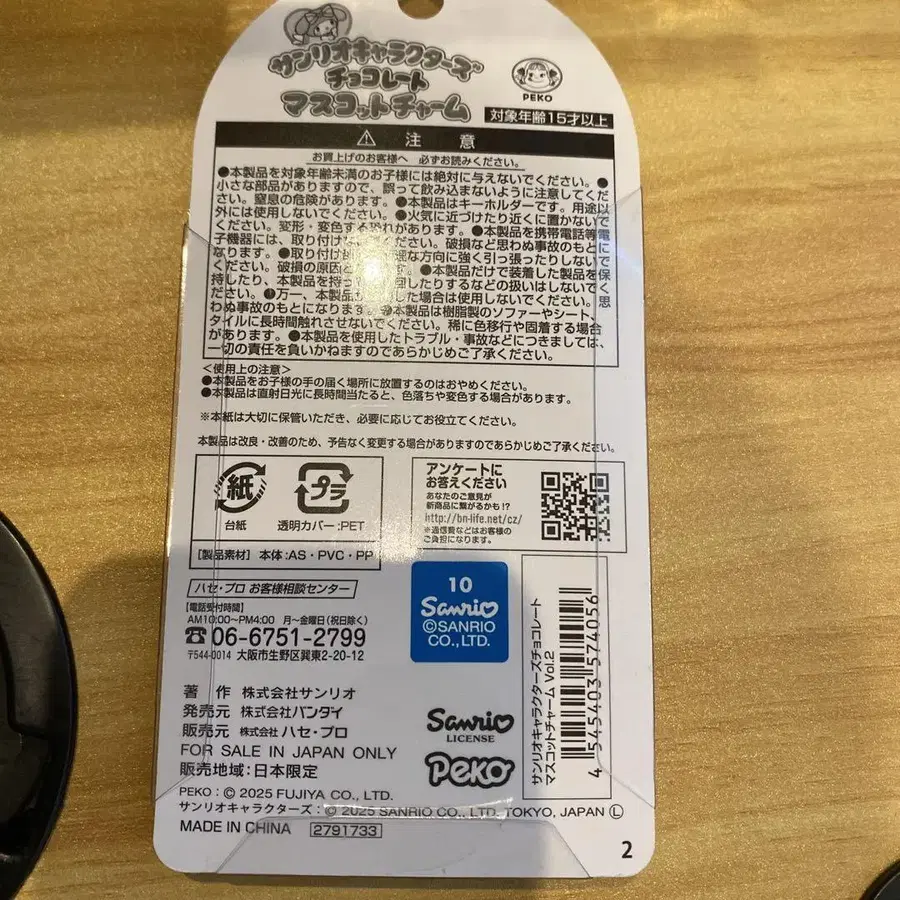 サンリオキャラクターズ
チョコレート
マスコットチャーム
PEKO
対象年齢15才以上
注 意
お買上げのお客様へ 必ずお読みください。
●本製品を対象年齢未満のお子様には絶対に与えないでください。●
小さな部品がありますので、誤って飲み込まないように注意してくだ
さい。窒息の危険があります。●本製品はキーホルダーです。用途以
外には使用しないでください。●火気に近づけたり近くに置かないで
ください。変形・変色する恐れがあります。●本製品を携帯電話等電
子機器には、取り付け ください。破損など思わぬ事故のもとに
なります。●取り付け 方向に強く引っ張ったりしないで
ください。破損の原因と ます。●本製品だけで装着した製品を保
持したり、本製品を持っ 回したりするなどの扱いはしないでく
ださい。●万一、本製品が した場合は使用しないでください。思
わぬ事故のもとになります。●本製品は樹脂製のソファーやシート、
タイルに長時間触れさせないでください。稀に色移行や固着する場合
があります。●本製品を使用したトラブル・事故などにつきましては、
一切の責任を負いかねますのであらかじめご了承ください。
<使用上の注意>
●本製品をお子様の手の届く場所に放置するのはおやめください。
●本製品は直射日光に長時間当たると、色落ちや変色する場合があります。
※本紙は大切に保管いただき、必要に応じてお役立てください。
本製品は改良・改善のため、予告なく変更する場合がありますのであらかじめご了承ください。
紙
台紙
プラ
透明カバー:PET
[製品素材] 本体:AS・PVC・PP
アンケートに
お答えください
あなたのご意見が
新商品に繋がるかも!?
http://bn-life.net/cz/
※通信費などはお客様の
ご負担になります。
ハセ・プロ お客様相談センター
【電話受付時間】
AM10:00~PM4:00 月~金曜日(祝日除く)
☎06-6751-2799
〒544-0014 大阪市生野区巽東2-20-12
10
Sanrio
©SANRIO
CO., LTD.
著 作 株式会社サンリオ
発売元 株式会社バンダイ
販売元 株式会社ハセ・プロ
FOR SALE IN JAPAN ONLY
販売地域:日本限定
Sanrio
LICENSE
PeKo
サンリオキャラクターズチョコレート
マスコットチャーム Vol.2
4 545403 574056
PEKO:© 2025 FUJIYA CO., LTD.
サンリオキャラクターズ:© 2025 SANRIO CO., LTD. TOKYO, JAPAN Ⓛ
MADE IN CHINA 2791733
2